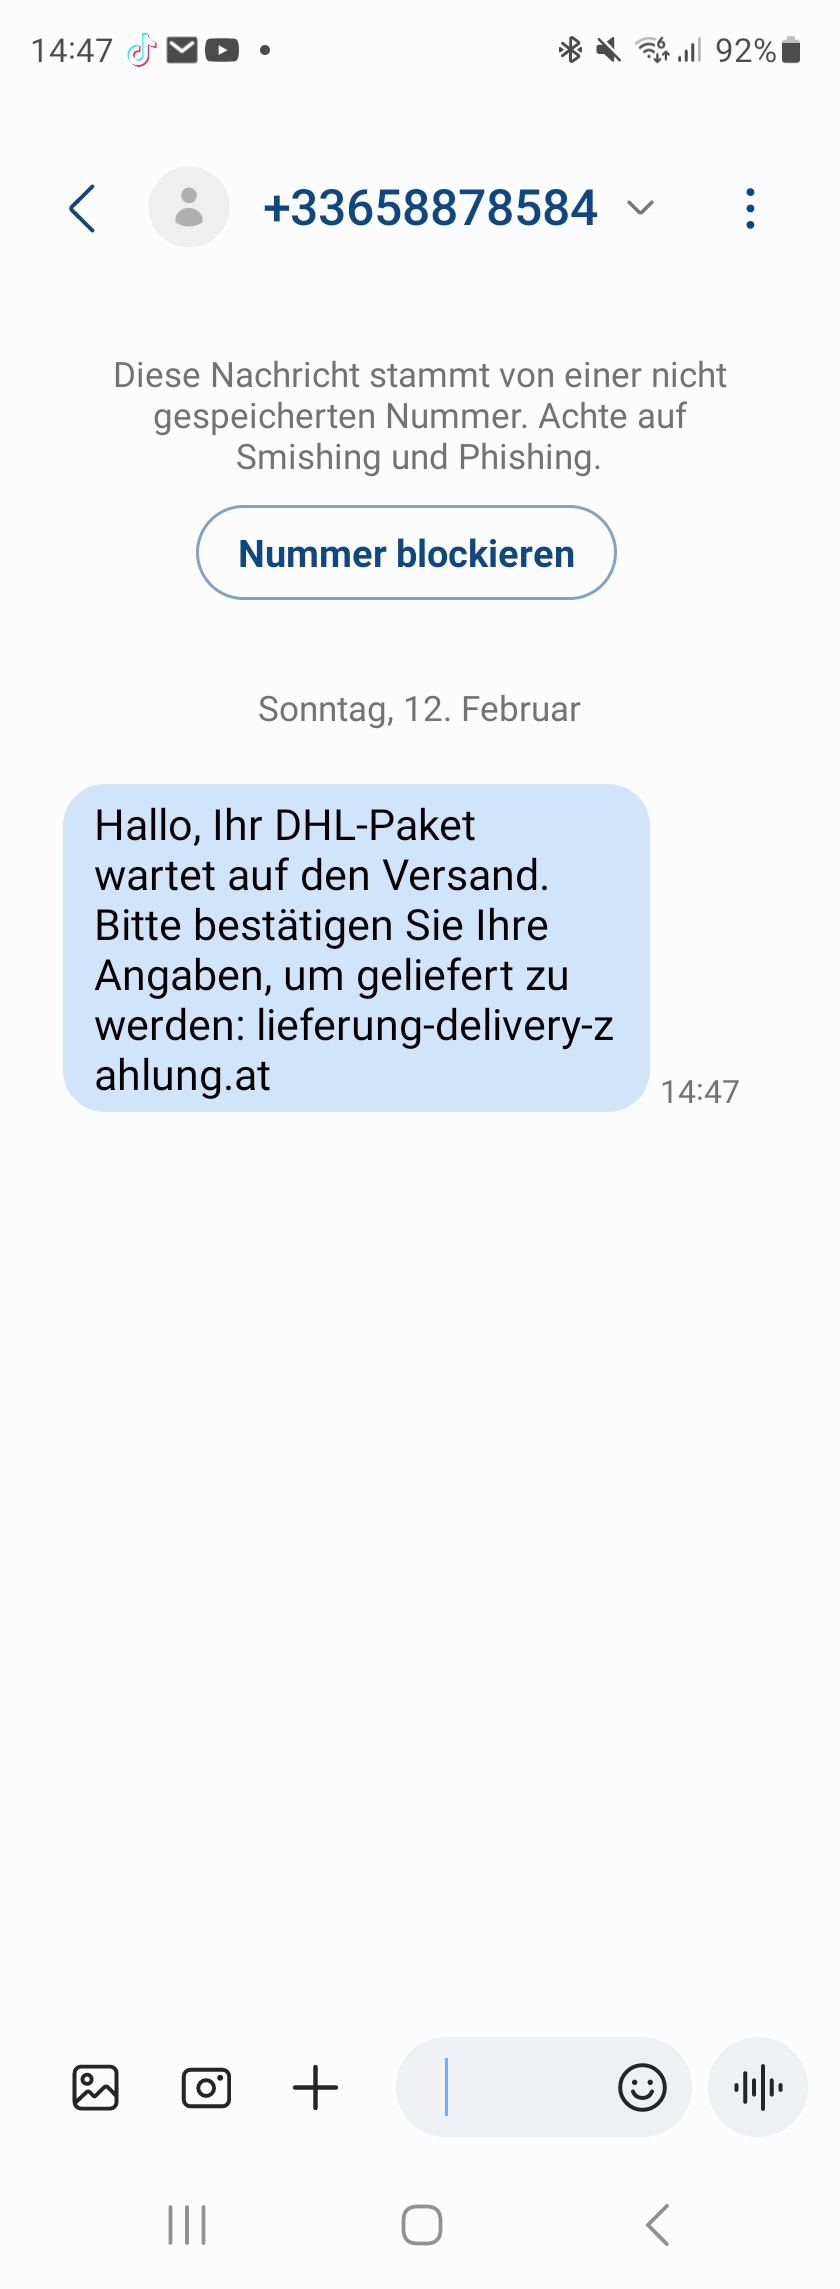 14:47
92%
+33658878584
Diese Nachricht stammt von einer nicht
gespeicherten Nummer. Achte auf
Smishing und Phishing.
Nummer blockieren
Sonntag, 12. Februar
Hallo, Ihr DHL-Paket
wartet auf den Versand.
Bitte bestätigen Sie Ihre
Angaben, um geliefert zu
werden: lieferung-delivery-z
ahlung.at
14:47